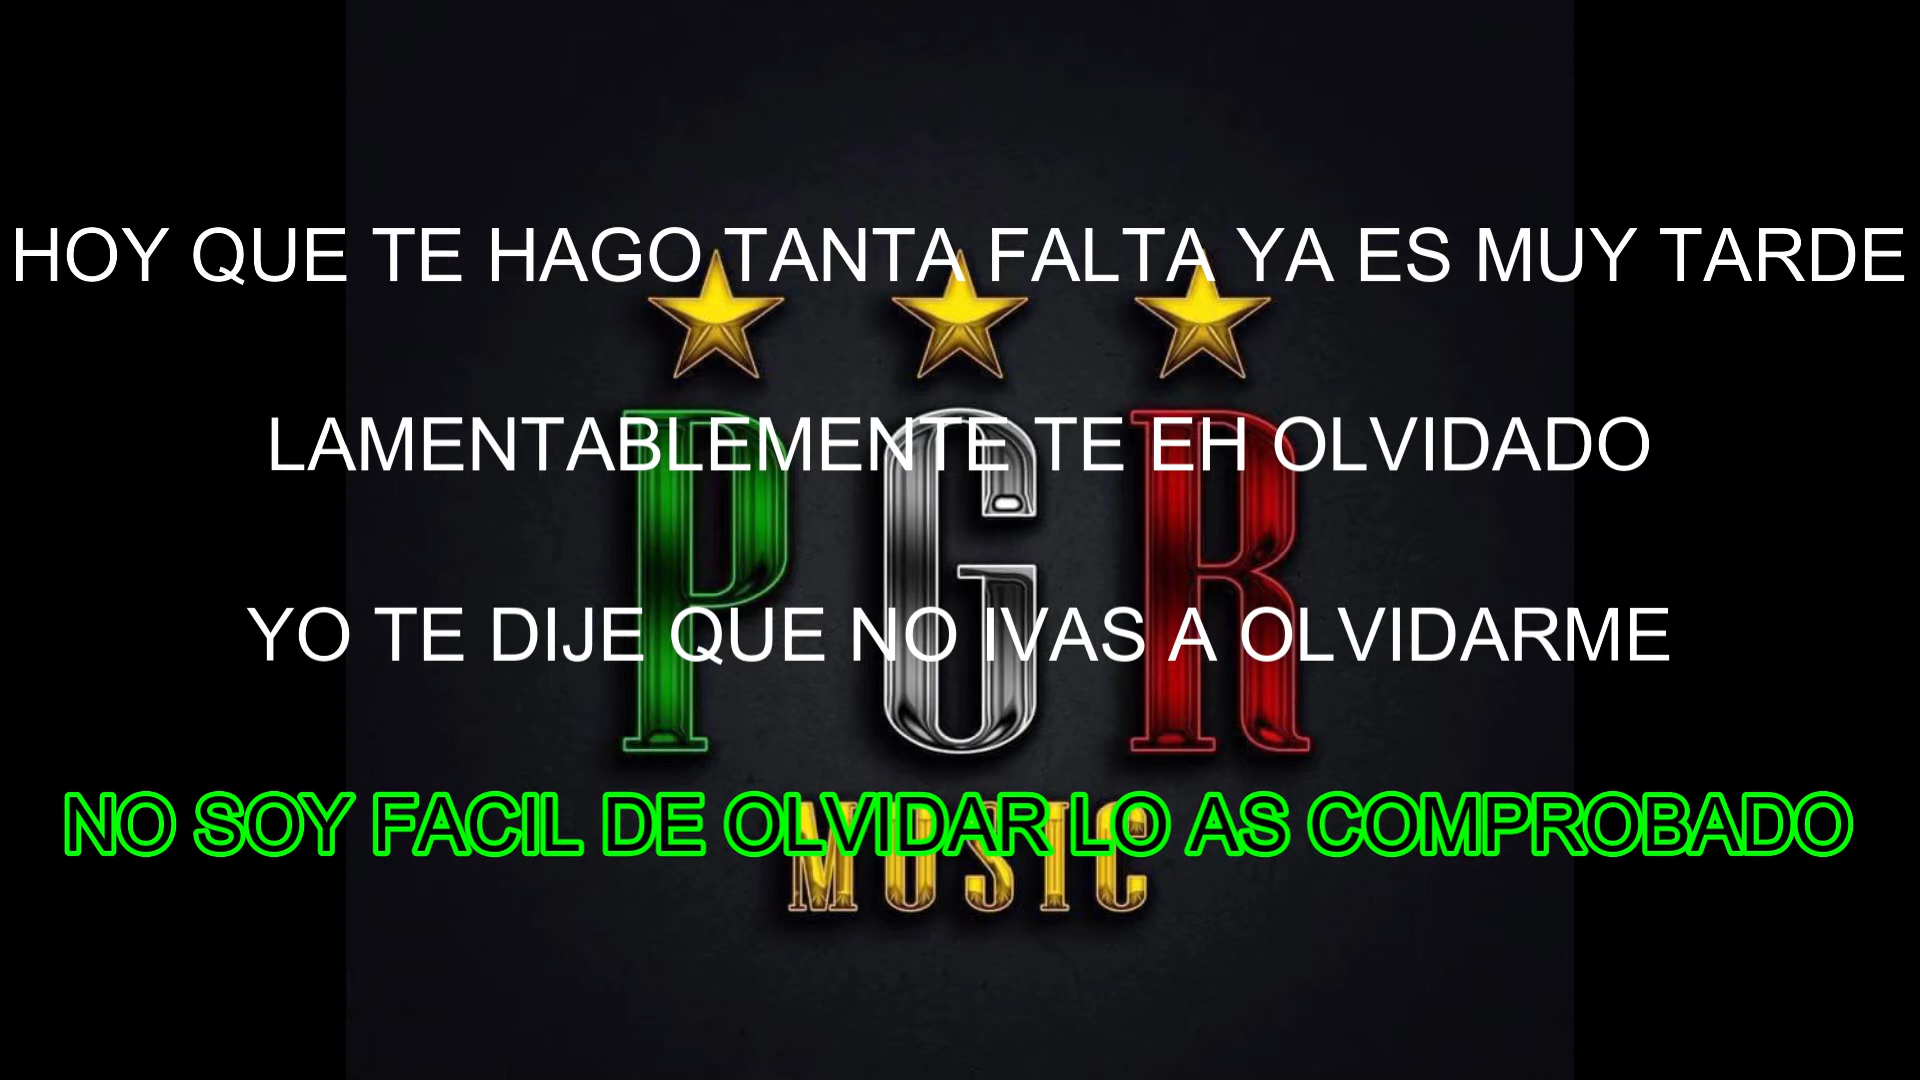 HOY QUE TE HAGO TANTA FALTA YA ES MUY TARDE
LAMENTABLEMENTE TE EH OLVIDADO
PGR
YO TE DIJE QUE NO IVAS A OLVIDARME
NO SOY FACIL DE OLVIDAR LO AS COMPROBADO
MUSIC